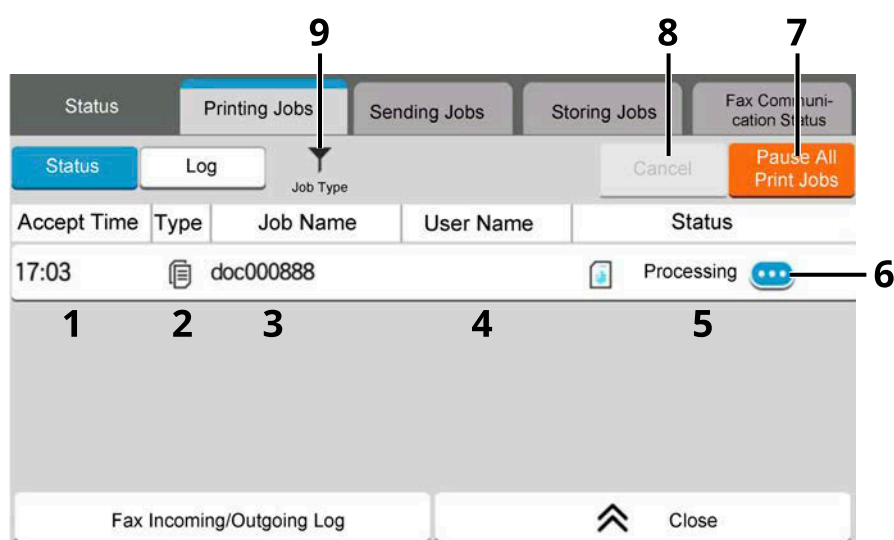 9 8 7
Status Printing Jobs Sending Jobs Storing Jobs Fax Communi-
cation Status
Status Log Job Type Cancel Pause All
Print Jobs
Accept Time Type Job Name User Name Status
17:03 doc000888 Processing 6
1 2 3 4 5
Fax Incoming/Outgoing Log Close